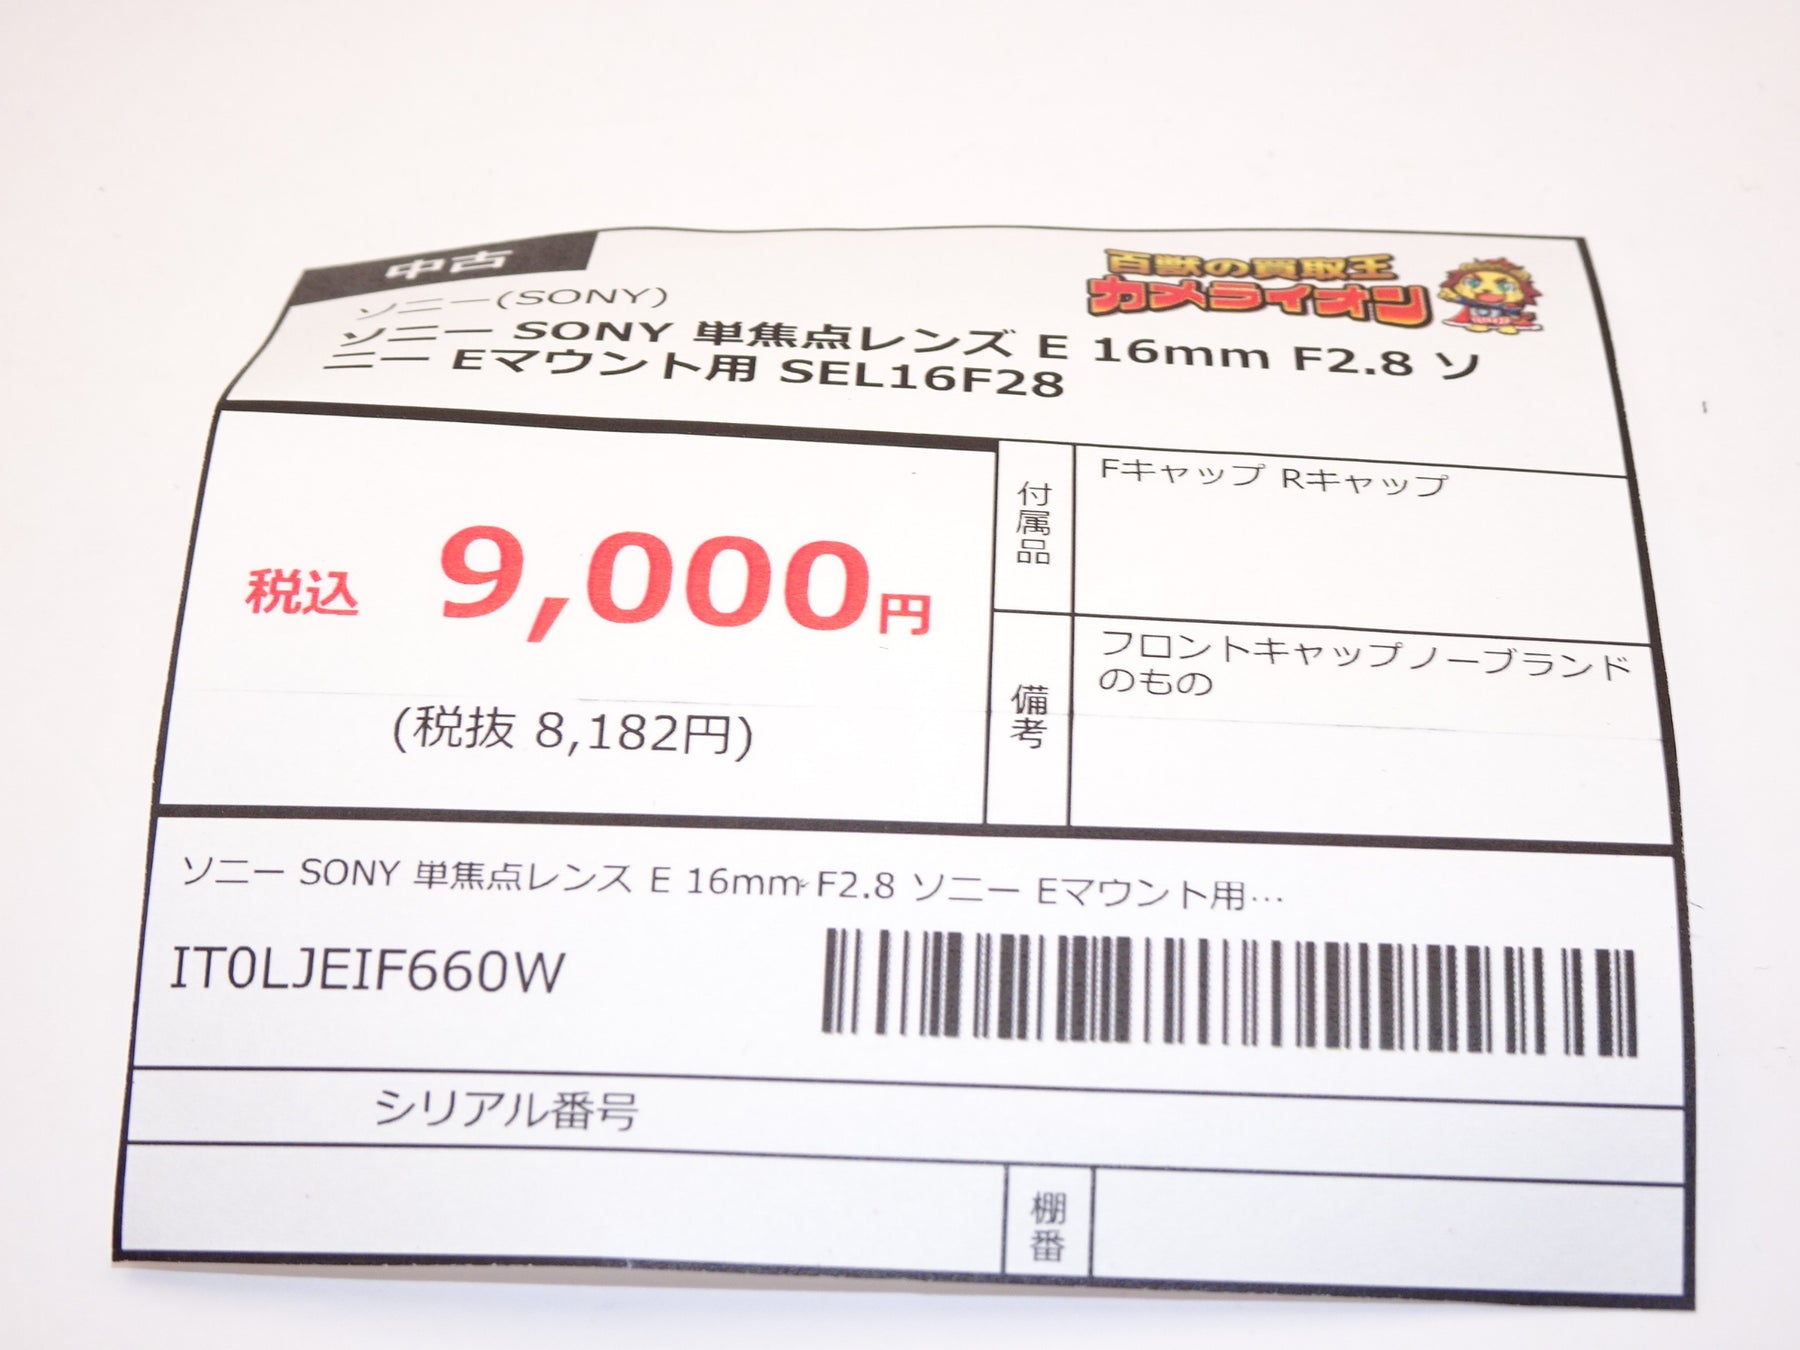 中古
百獣の買取王
カメライオン
ソニー(SONY)
ソニー SONY 単焦点レンズ E 16mm F2.8 ソ
ニー Eマウント用 SEL16F28
税込 9,000円
(税抜 8,182円)
付属品
Fキャップ Rキャップ
備考
フロントキャップノーブランド
のもの
ソニー SONY 単焦点レンズ E 16mm F2.8 ソニー Eマウント用…
IT0LJEIF660W
シリアル番号
棚番